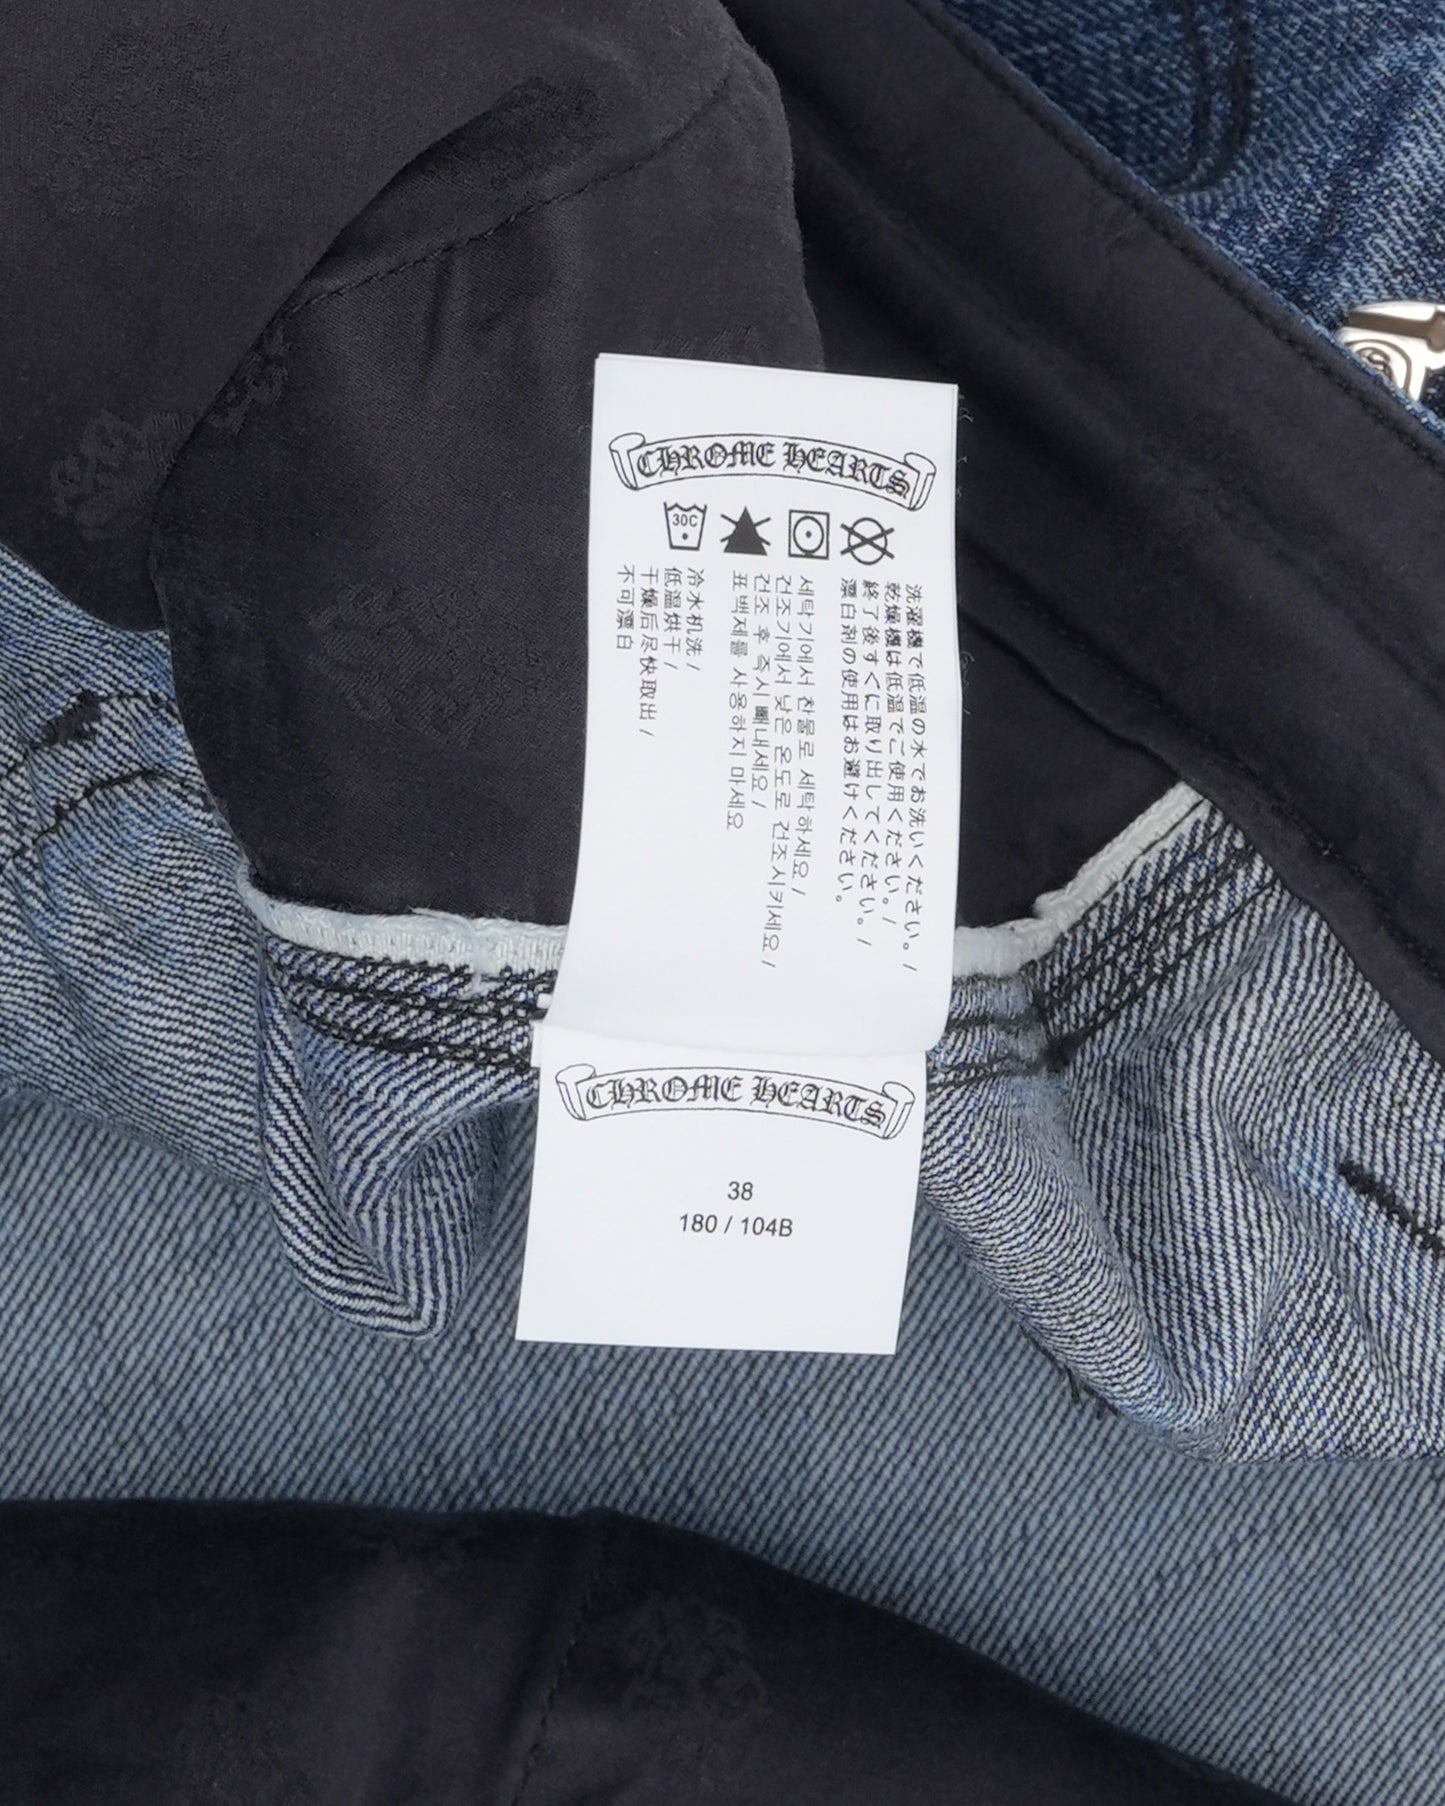 CHROME HEARTS
30C
洗濯機で低温の水でお洗いください。/
乾燥機は低温でご使用ください。/
終了後すぐに取り出してください。/
漂白剤の使用はお避けください。
세탁기에서 찬물로 세탁하세요 /
건조기에서 낮은 온도로 건조시키세요 /
건조 후 즉시 빼내세요 /
표백제를 사용하지 마세요
冷水机洗 /
低温烘干 /
干燥后尽快取出 /
不可漂白
CHROME HEARTS
38
180 / 104B